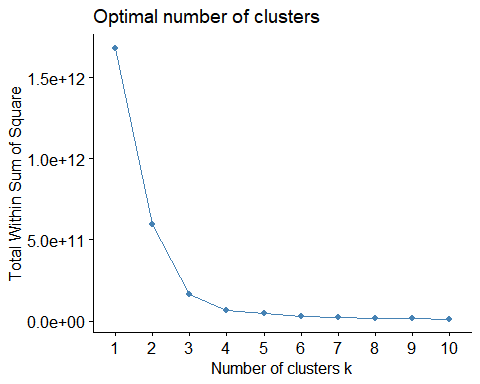 Optimal number of clusters
Total Within Sum of Square
1.5e+12
1.0e+12
5.0e+11
0.0e+00
1 2 3 4 5 6 7 8 9 10
Number of clusters k